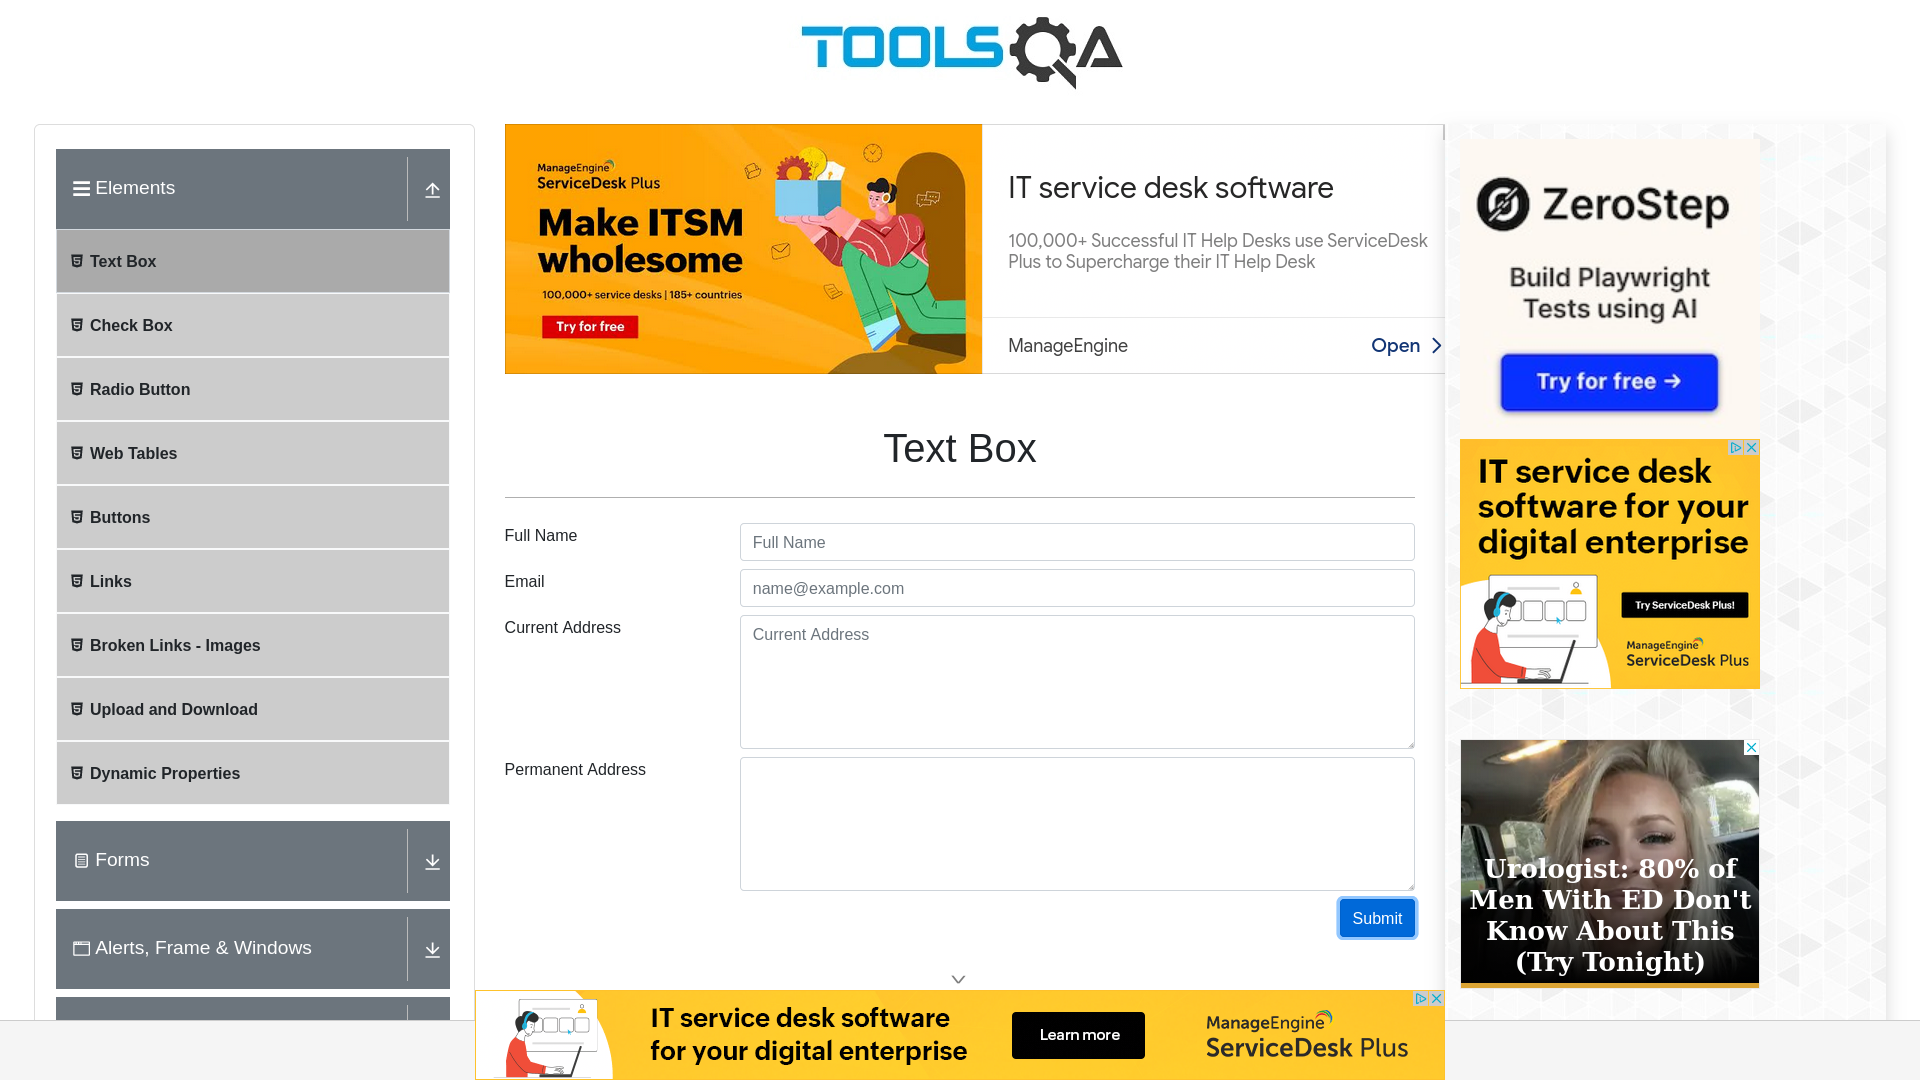 TOOLSQA
Elements
Text Box
Check Box
Radio Button
Web Tables
Buttons
Links
Broken Links - Images
Upload and Download
Dynamic Properties
Forms
Alerts, Frame & Windows
ManageEngine
ServiceDesk Plus
Make ITSM
wholesome
100,000+ service desks | 185+ countries
Try for free
IT service desk software
100,000+ Successful IT Help Desks use ServiceDesk
Plus to Supercharge their IT Help Desk
ManageEngine
Open
Text Box
Full Name
Full Name
Email
name@example.com
Current Address
Current Address
Permanent Address
Submit
ZeroStep
Build Playwright
Tests using AI
Try for free →
IT service desk
software for your
digital enterprise
Try ServiceDesk Plus!
ManageEngine
ServiceDesk Plus
Urologist: 80% of
Men With ED Don't
Know About This
(Try Tonight)
IT service desk software
for your digital enterprise
Learn more
ManageEngine
ServiceDesk Plus